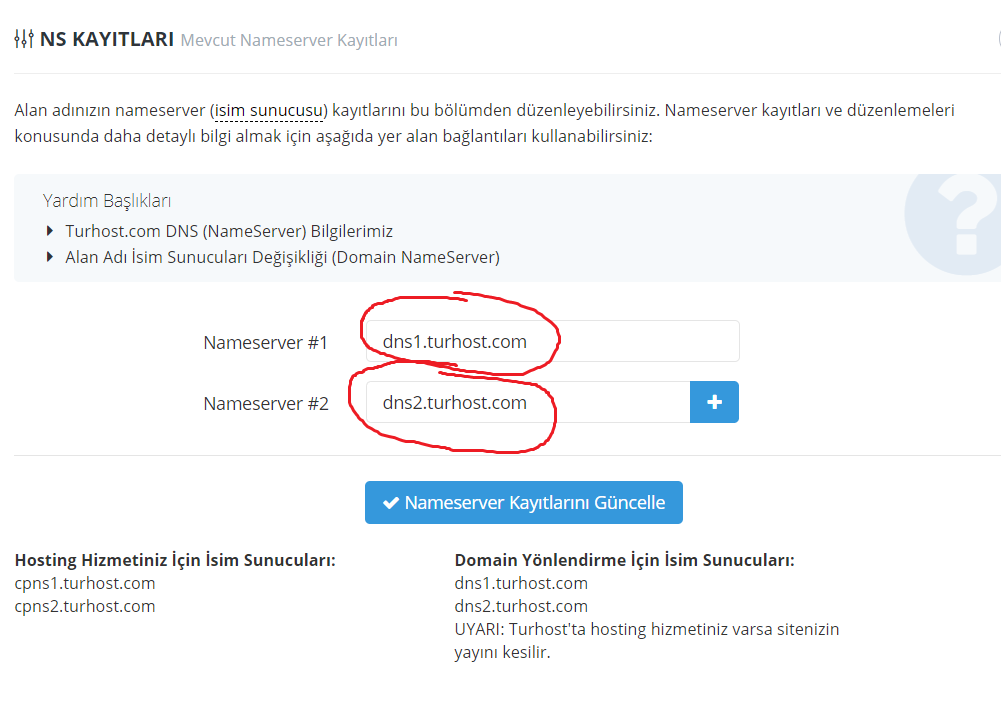 NS KAYITLARI Mevcut Nameserver Kayıtları
Alan adınızın nameserver (isim sunucusu) kayıtlarını bu bölümden düzenleyebilirsiniz. Nameserver kayıtları ve düzenlemeleri
konusunda daha detaylı bilgi almak için aşağıda yer alan bağlantıları kullanabilirsiniz:
Yardım Başlıkları
Turhost.com DNS (NameServer) Bilgilerimiz
Alan Adı İsim Sunucuları Değişikliği (Domain NameServer)
Nameserver #1 dns1.turhost.com
Nameserver #2 dns2.turhost.com
Nameserver Kayıtlarını Güncelle
Hosting Hizmetiniz İçin İsim Sunucuları:
cpns1.turhost.com
cpns2.turhost.com
Domain Yönlendirme İçin İsim Sunucuları:
dns1.turhost.com
dns2.turhost.com
UYARI: Turhost'ta hosting hizmetiniz varsa sitenizin
yayını kesilir.